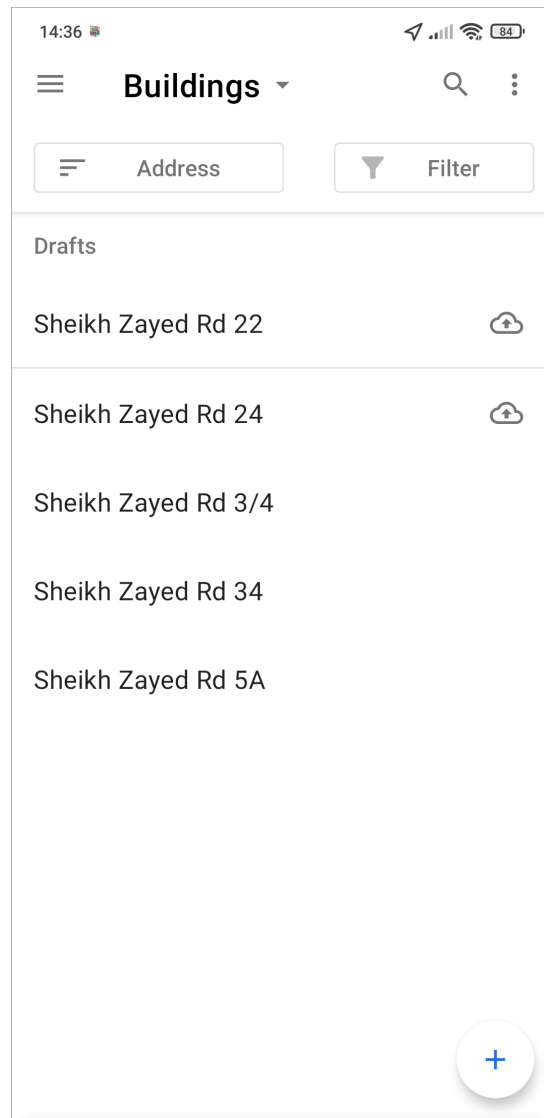 14:36 84
Buildings
Address Filter
Drafts
Sheikh Zayed Rd 22
Sheikh Zayed Rd 24
Sheikh Zayed Rd 3/4
Sheikh Zayed Rd 34
Sheikh Zayed Rd 5A